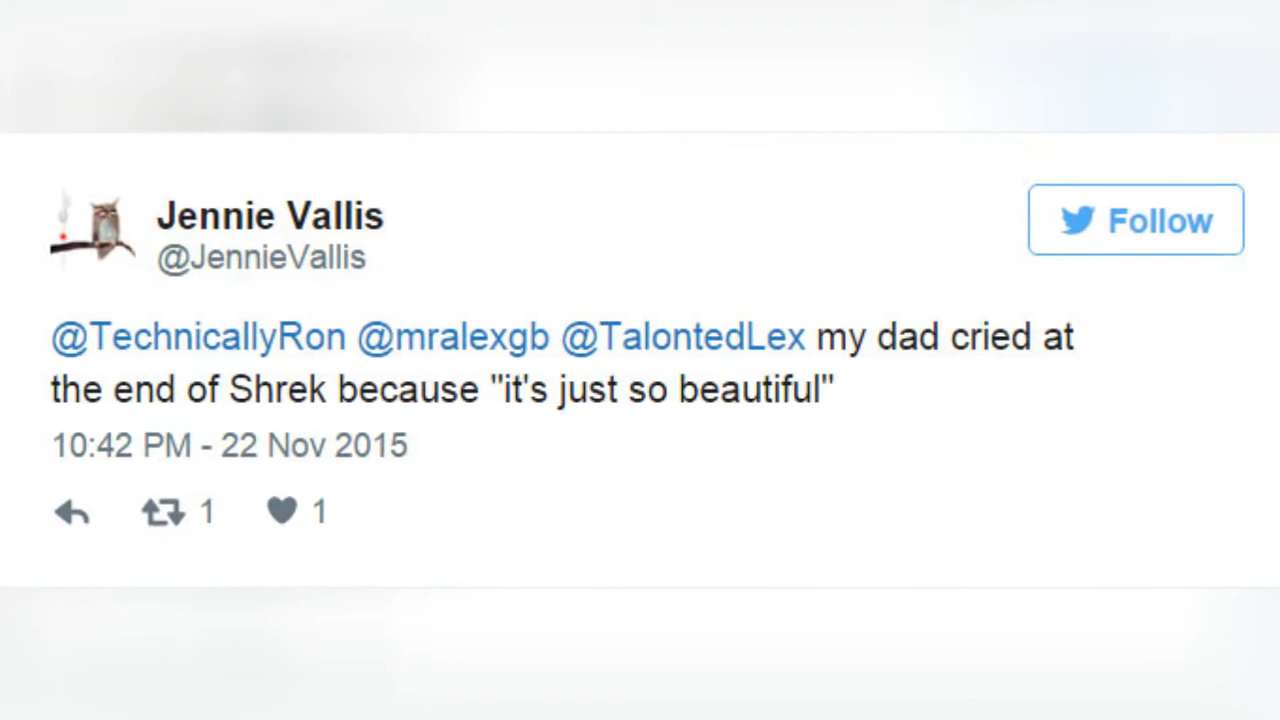 Jennie Vallis
@JennieVallis
Follow
@TechnicallyRon @mralexgb @TalontedLex my dad cried at
the end of Shrek because "it's just so beautiful"
10:42 PM - 22 Nov 2015
1 1